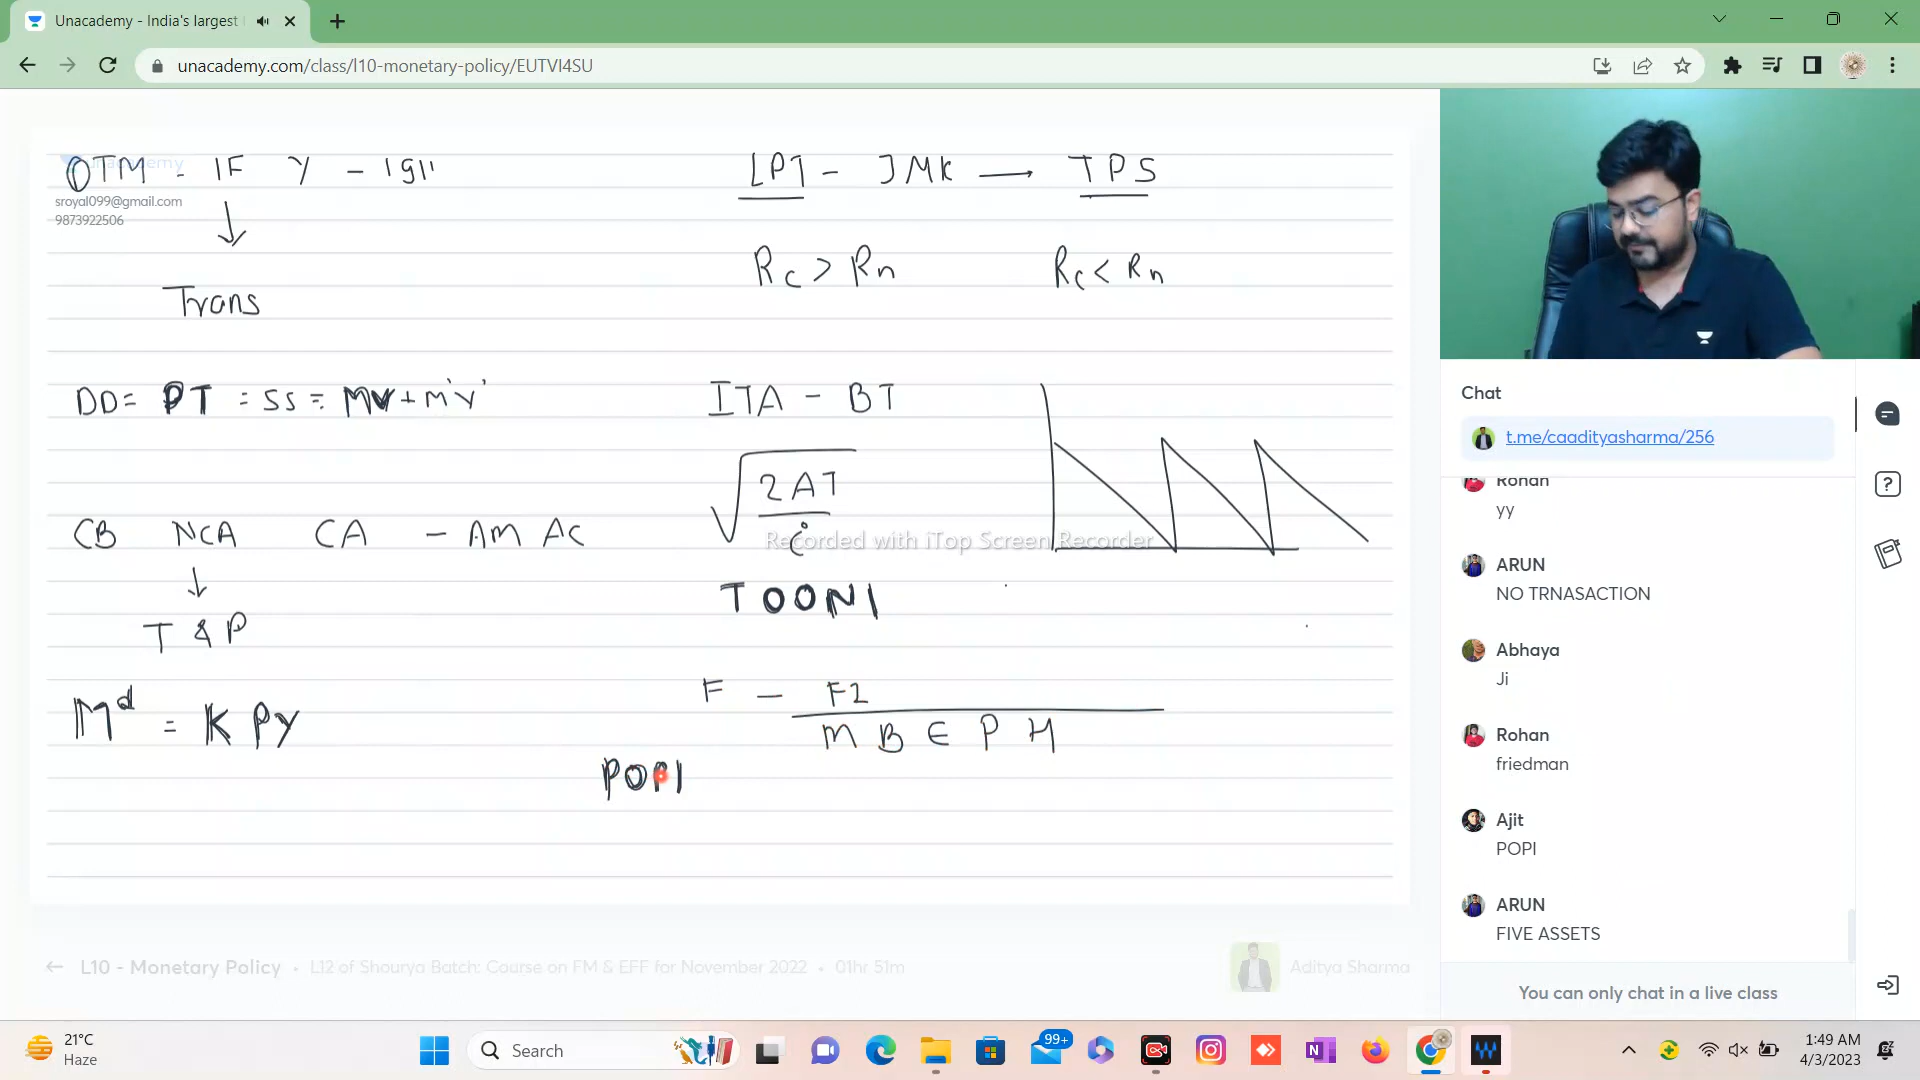 Unacademy - India's largest
unacademy.com/class/l10-monetary-policy/EUTVI4SU
OTM - IF Y - 1911
unacademy
sroyal099@gmail.com
9873922506
Trans
DD = PT = SS = MV + M'V'
CB NCA CA - AM AC
T & P
Md = K Py
LPT - JMK → TPS
Rc > Rn Rc < Rn
ITA - BT
√2AT
i
Recorded with iTop Screen Recorder
TOONI
F - F2
M B E P H
POPI
L10 - Monetary Policy • L12 of Shourya Batch: Course on FM & EFF for November 2022 • 01hr 51m
Aditya Sharma
Chat
t.me/caadityasharma/256
Rohan
yy
ARUN
NO TRNASACTION
Abhaya
Ji
Rohan
friedman
Ajit
POPI
ARUN
FIVE ASSETS
You can only chat in a live class
21°C
Haze
Search
99+
1:49 AM
4/3/2023